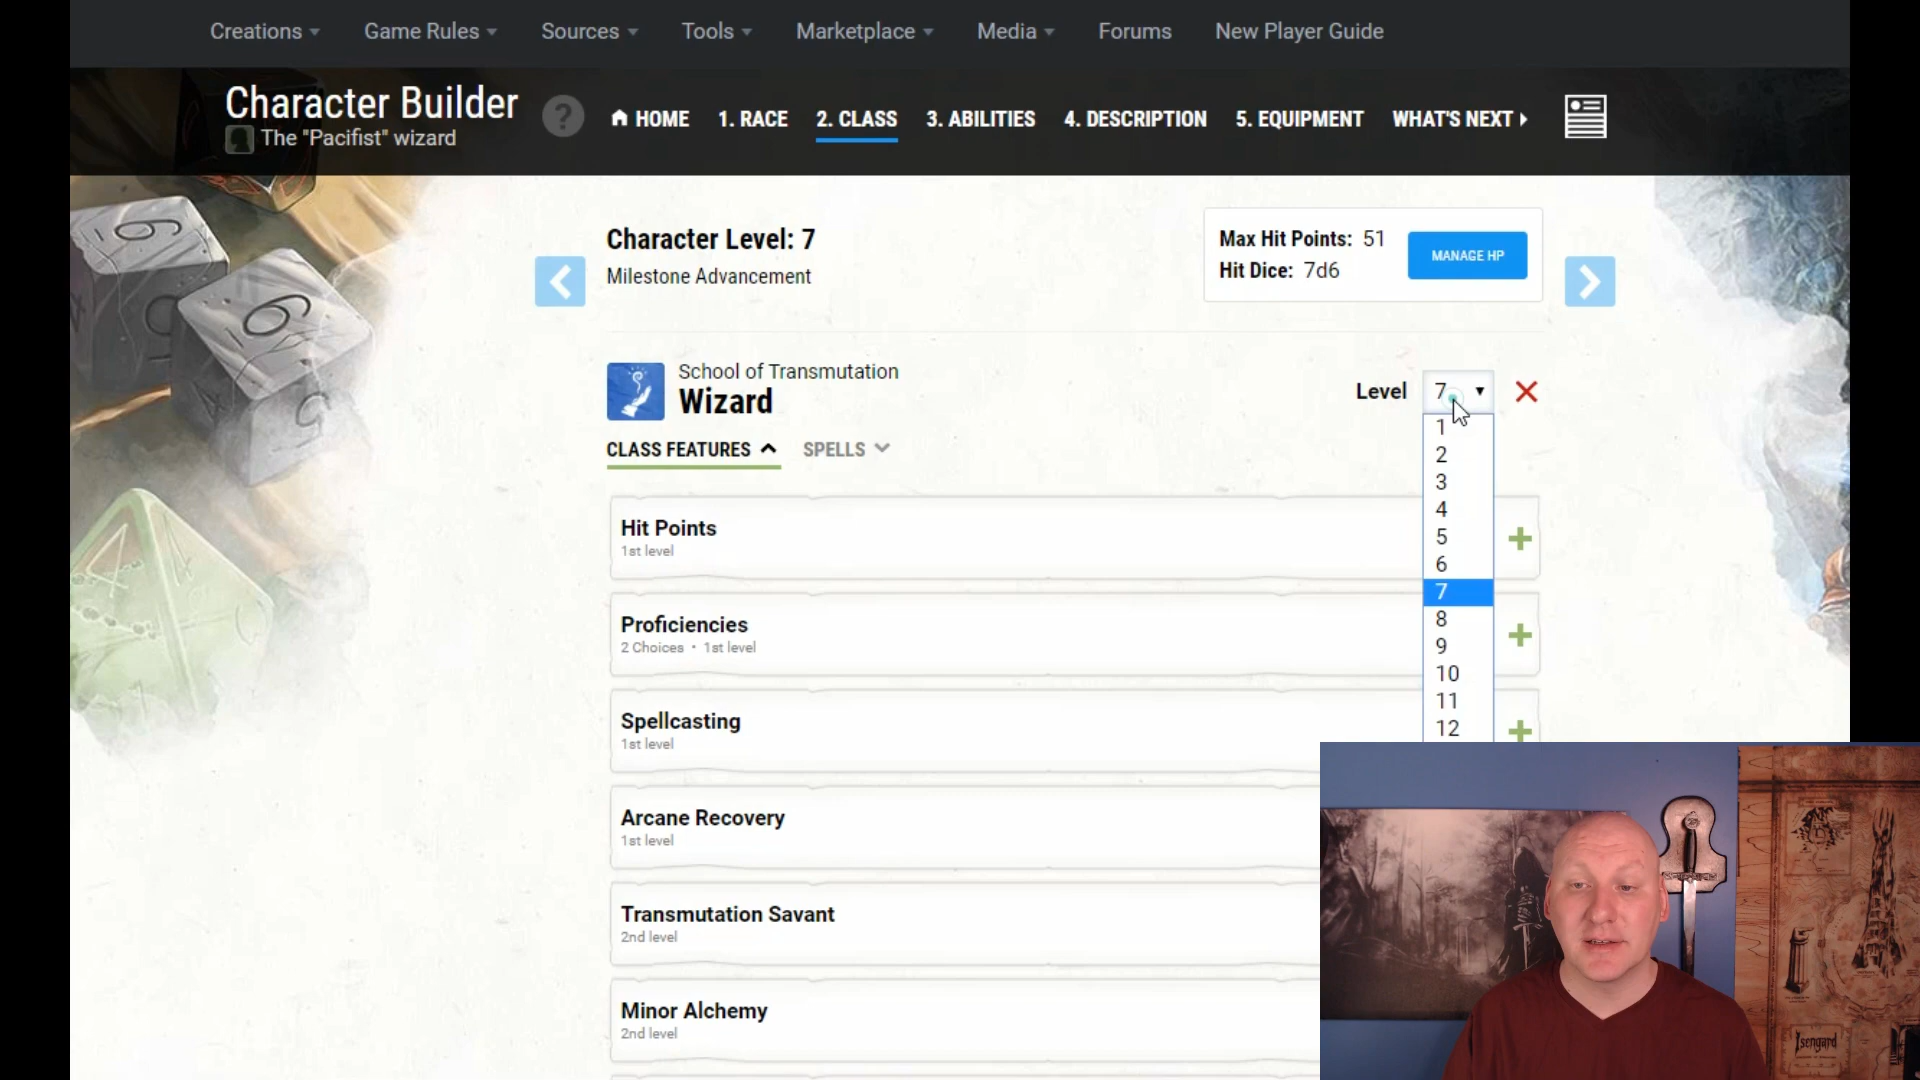 Creations Game Rules Sources Tools Marketplace Media Forums New Player Guide
Character Builder
The "Pacifist" wizard
?
HOME 1. RACE 2. CLASS 3. ABILITIES 4. DESCRIPTION 5. EQUIPMENT WHAT'S NEXT
Character Level: 7
Milestone Advancement
Max Hit Points: 51
Hit Dice: 7d6
MANAGE HP
School of Transmutation
Wizard
Level 7
CLASS FEATURES SPELLS
1
2
3
4
5
6
7
8
9
10
11
12
Hit Points
1st level
Proficiencies
2 Choices • 1st level
Spellcasting
1st level
Arcane Recovery
1st level
Transmutation Savant
2nd level
Minor Alchemy
2nd level
Isengard